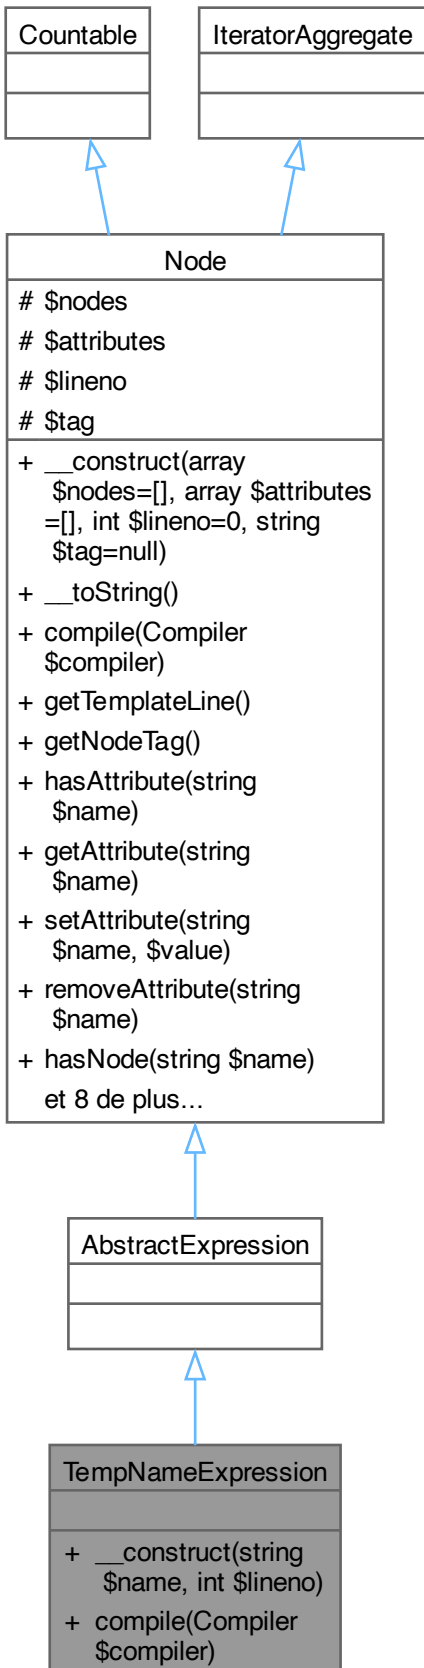 Countable
IteratorAggregate
Node
# $nodes
# $attributes
# $lineno
# $tag
+ __construct(array
$nodes=[], array $attributes
=[], int $lineno=0, string
$tag=null)
+ __toString()
+ compile(Compiler
$compiler)
+ getTemplateLine()
+ getNodeTag()
+ hasAttribute(string
$name)
+ getAttribute(string
$name)
+ setAttribute(string
$name, $value)
+ removeAttribute(string
$name)
+ hasNode(string $name)
et 8 de plus...
AbstractExpression
TempNameExpression
+ __construct(string
$name, int $lineno)
+ compile(Compiler
$compiler)